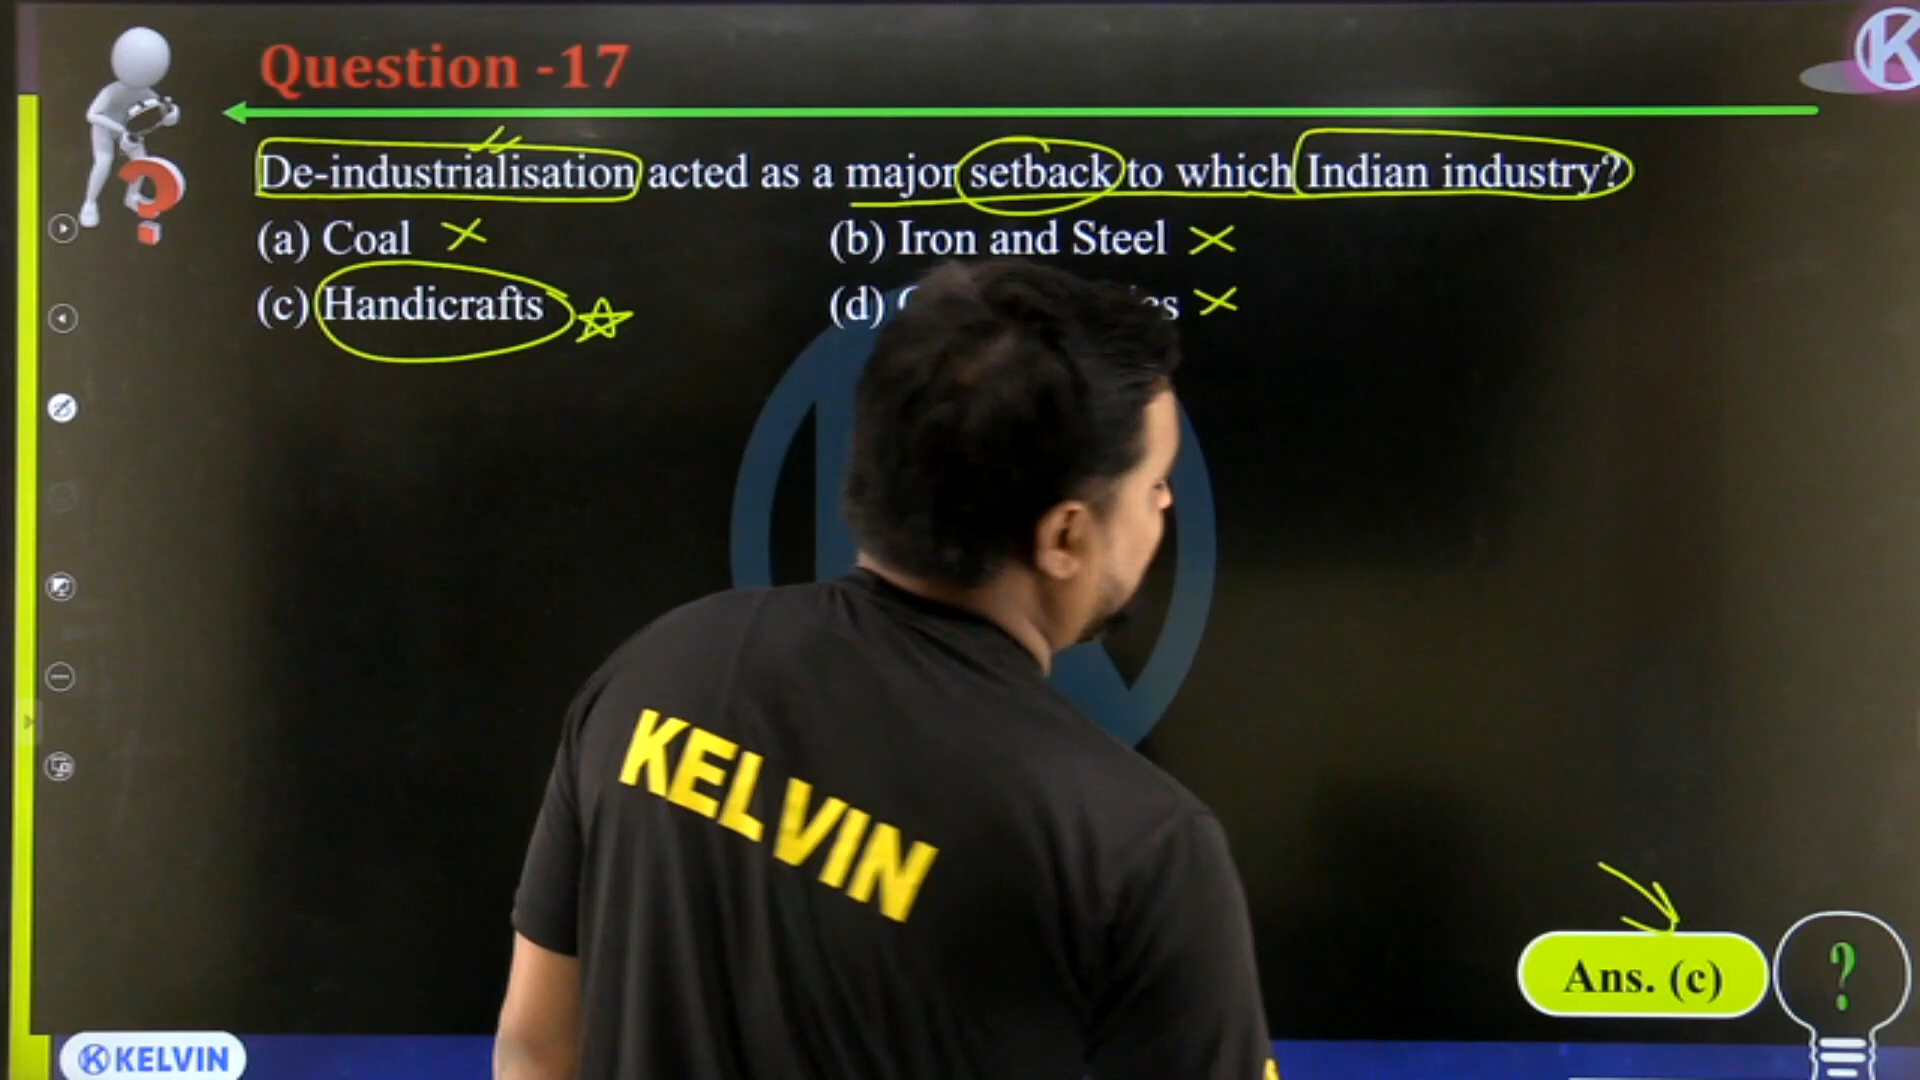 Question -17
De-industrialisation acted as a major setback to which Indian industry?
(a) Coal
(b) Iron and Steel
(c) Handicrafts
(d)
KELVIN
Ans. (c)
?
KELVIN